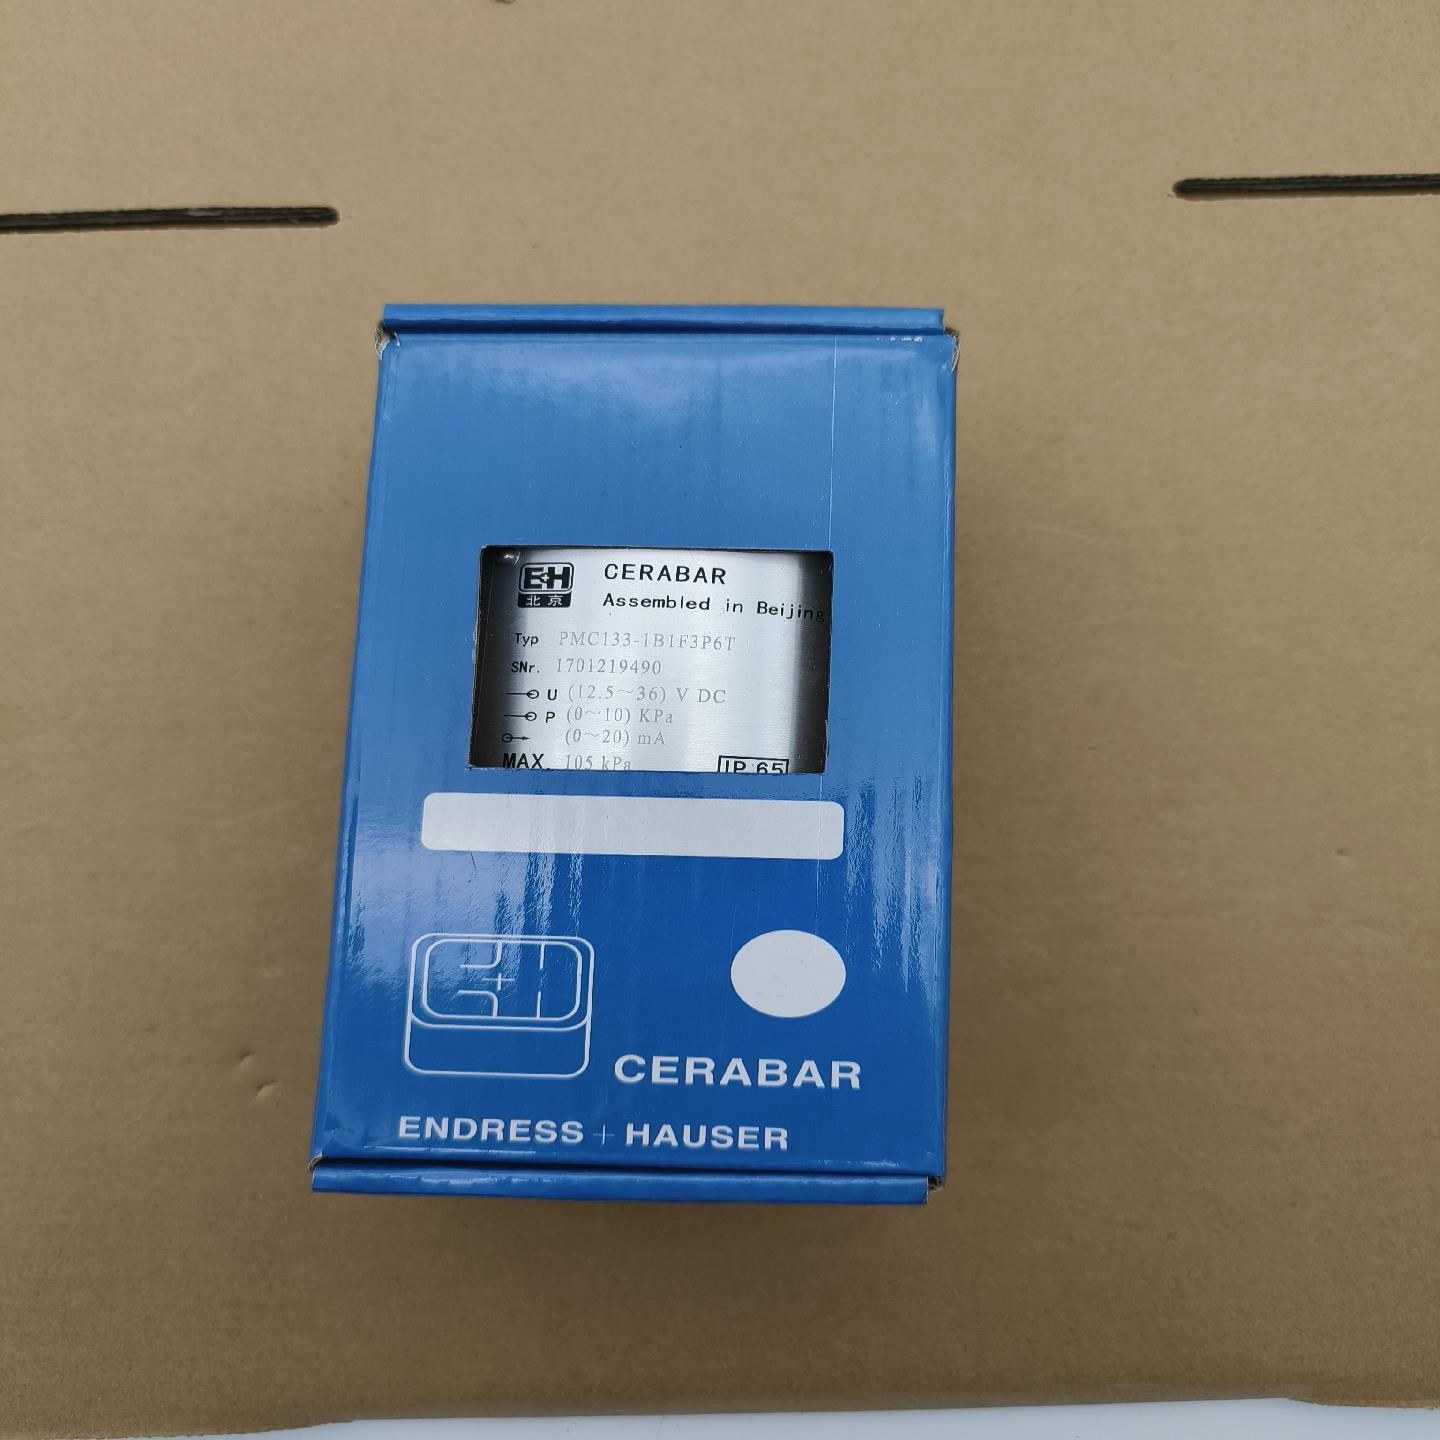 E+H
北京
CERABAR
Assembled in Beijing
Typ PMC133-1B1F3P6T
SNr. 1701219490
U (12.5~36) V DC
P (0~10) KPa
(0~20) mA
MAX. 105 kPa
IP 65
CERABAR
ENDRESS + HAUSER